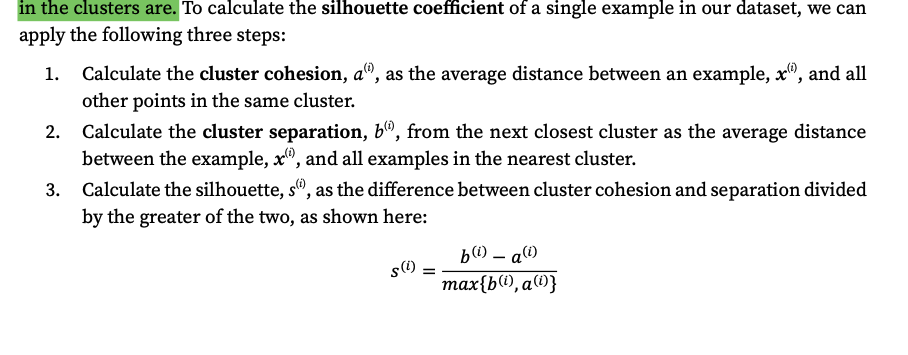 in the clusters are. To calculate the silhouette coefficient of a single example in our dataset, we can
apply the following three steps:
1. Calculate the cluster cohesion, a⁽ⁱ⁾, as the average distance between an example, x⁽ⁱ⁾, and all
other points in the same cluster.
2. Calculate the cluster separation, b⁽ⁱ⁾, from the next closest cluster as the average distance
between the example, x⁽ⁱ⁾, and all examples in the nearest cluster.
3. Calculate the silhouette, s⁽ⁱ⁾, as the difference between cluster cohesion and separation divided
by the greater of the two, as shown here:
s⁽ⁱ⁾ = (b⁽ⁱ⁾ − a⁽ⁱ⁾) / max{b⁽ⁱ⁾, a⁽ⁱ⁾}